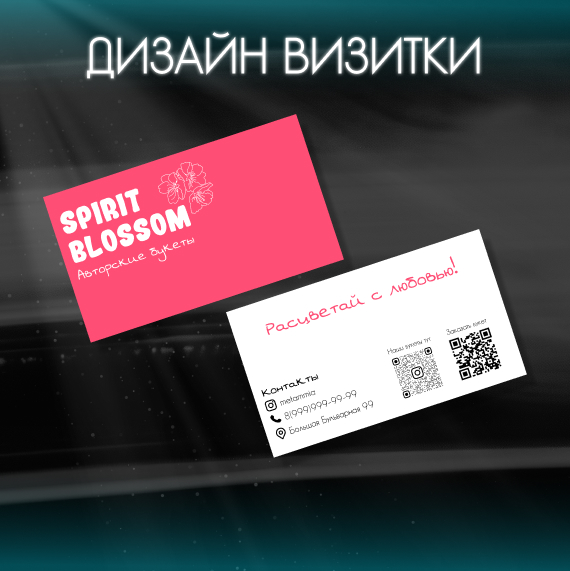 ДИЗАЙН ВИЗИТКИ
SPIRIT
BLOSSOM
Авторские букеты
Расцветай с любовью!
Наши букеты тут
Заказать букет
Контакты
metammia
8(999)999-99-99
Большая Бульварная 99